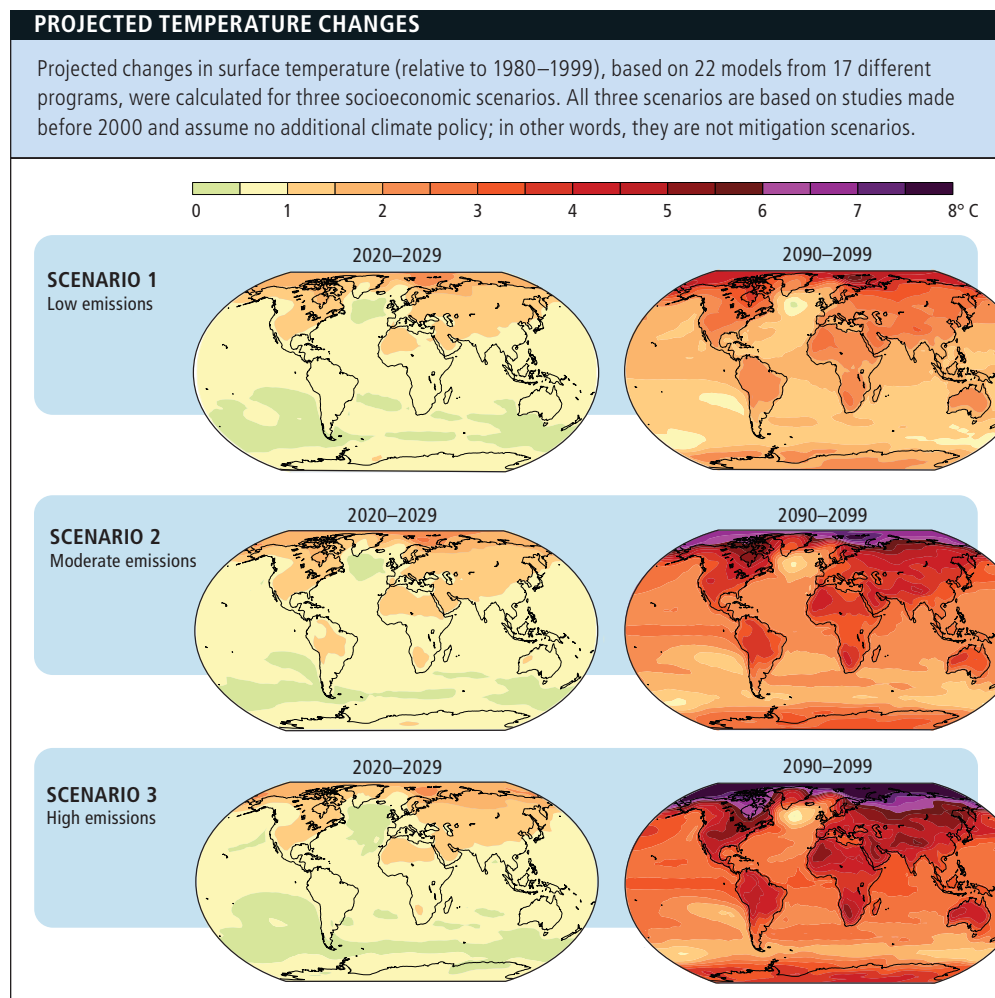 PROJECTED TEMPERATURE CHANGES
Projected changes in surface temperature (relative to 1980–1999), based on 22 models from 17 different
programs, were calculated for three socioeconomic scenarios. All three scenarios are based on studies made
before 2000 and assume no additional climate policy; in other words, they are not mitigation scenarios.
0 1 2 3 4 5 6 7 8° C
SCENARIO 1
Low emissions
2020–2029
2090–2099
SCENARIO 2
Moderate emissions
2020–2029
2090–2099
SCENARIO 3
High emissions
2020–2029
2090–2099